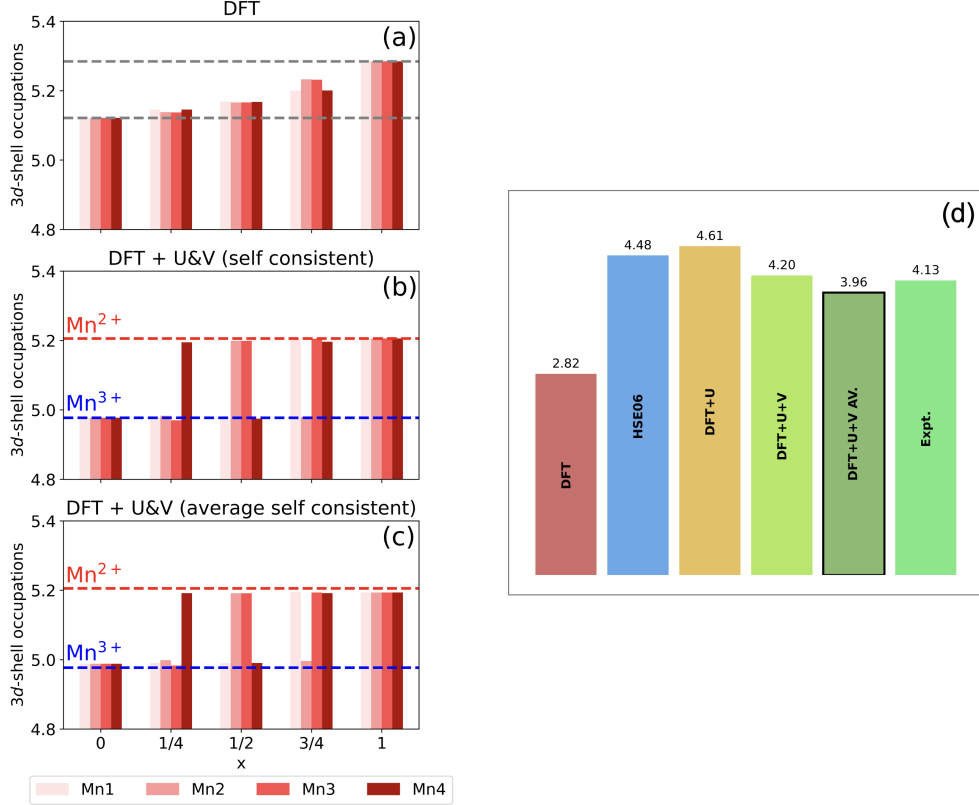 DFT
(a)
5.4
5.2
5.0
4.8
3d-shell occupations
DFT + U&V (self consistent)
(b)
5.4
5.2
5.0
4.8
3d-shell occupations
Mn2+
Mn3+
DFT + U&V (average self consistent)
(c)
5.4
5.2
5.0
4.8
3d-shell occupations
Mn2+
Mn3+
0 1/4 1/2 3/4 1
x
Mn1 Mn2 Mn3 Mn4
(d)
2.82 4.48 4.61 4.20 3.96 4.13
DFT
HSE06
DFT+U
DFT+U+V
DFT+U+V AV.
Expt.